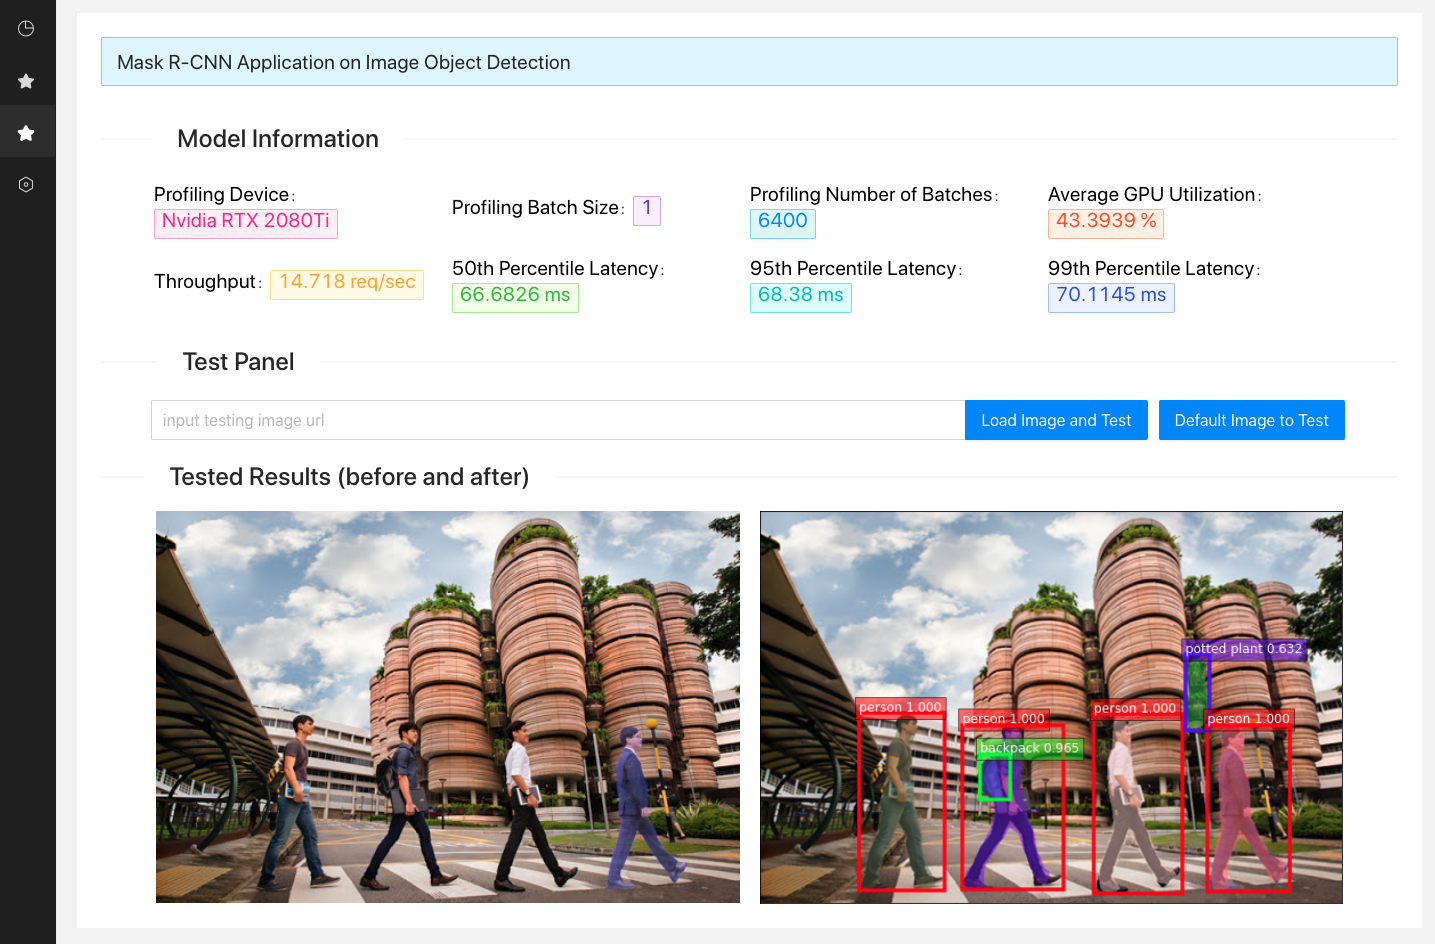 Mask R-CNN Application on Image Object Detection
Model Information
Profiling Device:
Nvidia RTX 2080Ti
Profiling Batch Size: 1
Profiling Number of Batches:
6400
Average GPU Utilization:
43.3939 %
Throughput: 14.718 req/sec
50th Percentile Latency:
66.6826 ms
95th Percentile Latency:
68.38 ms
99th Percentile Latency:
70.1145 ms
Test Panel
input testing image url
Load Image and Test
Default Image to Test
Tested Results (before and after)
potted plant 0.632
person 1.000
person 1.000
person 1.000
person 1.000
backpack 0.965